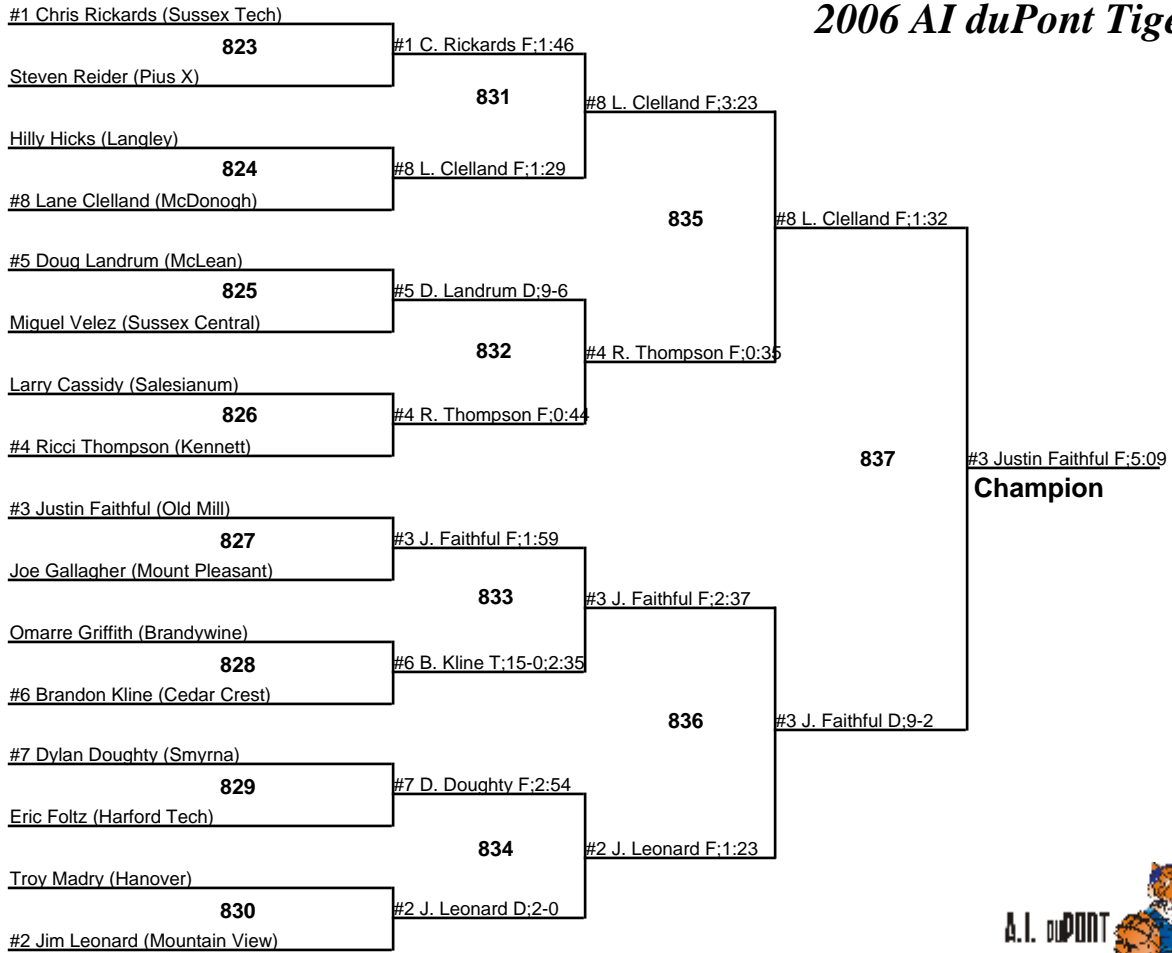 2006 AI duPont Tige
#1 Chris Rickards (Sussex Tech)
823
Steven Reider (Pius X)
#1 C. Rickards F;1:46
831
Hilly Hicks (Langley)
824
#8 Lane Clelland (McDonogh)
#8 L. Clelland F;1:29
#8 L. Clelland F;3:23
835
#5 Doug Landrum (McLean)
825
Miguel Velez (Sussex Central)
#5 D. Landrum D;9-6
832
Larry Cassidy (Salesianum)
826
#4 Ricci Thompson (Kennett)
#4 R. Thompson F;0:44
#4 R. Thompson F;0:35
#8 L. Clelland F;1:32
837
#3 Justin Faithful F;5:09
Champion
#3 Justin Faithful (Old Mill)
827
Joe Gallagher (Mount Pleasant)
#3 J. Faithful F;1:59
833
Omarre Griffith (Brandywine)
828
#6 Brandon Kline (Cedar Crest)
#6 B. Kline T;15-0;2:35
#3 J. Faithful F;2:37
836
#3 J. Faithful D;9-2
#7 Dylan Doughty (Smyrna)
829
Eric Foltz (Harford Tech)
#7 D. Doughty F;2:54
834
Troy Madry (Hanover)
830
#2 Jim Leonard (Mountain View)
#2 J. Leonard D;2-0
#2 J. Leonard F;1:23
A.I. duPONT